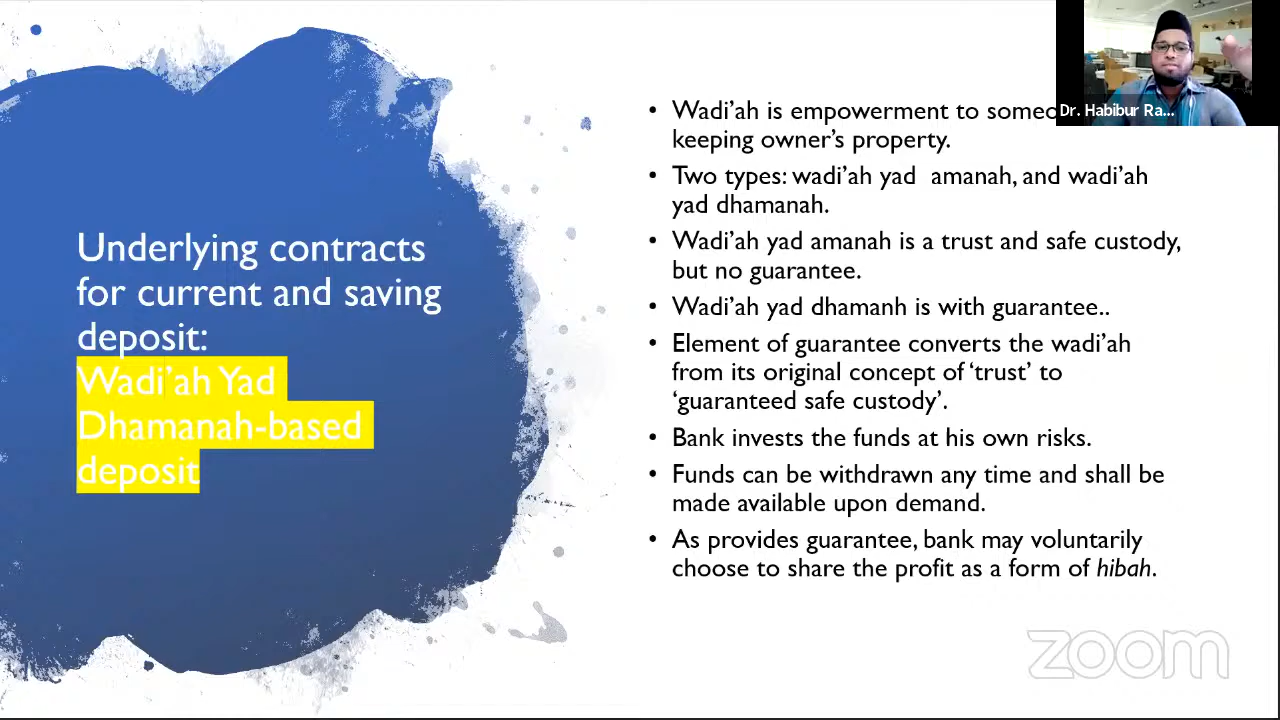 Underlying contracts
for current and saving
deposit:
Wadi'ah Yad
Dhamanah-based
deposit
• Wadi'ah is empowerment to
keeping owner's property.
• Two types: wadi'ah yad amanah, and wadi'ah
yad dhamanah.
• Wadi'ah yad amanah is a trust and safe custody,
but no guarantee.
• Wadi'ah yad dhamanh is with guarantee..
• Element of guarantee converts the wadi'ah
from its original concept of 'trust' to
'guaranteed safe custody'.
• Bank invests the funds at his own risks.
• Funds can be withdrawn any time and shall be
made available upon demand.
• As provides guarantee, bank may voluntarily
choose to share the profit as a form of hibah.
Dr. Habibur Ra...
zoom